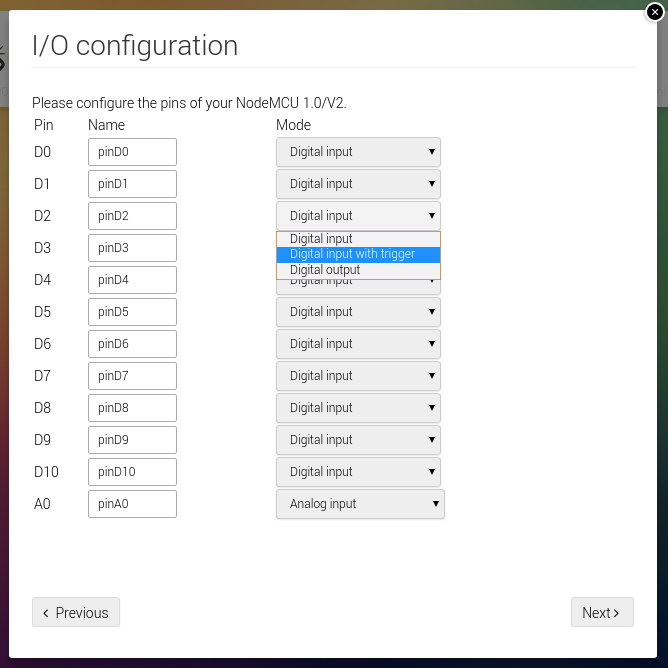 I/O configuration
Please configure the pins of your NodeMCU 1.0/V2.
Pin Name Mode
D0 pinD0 Digital input
D1 pinD1 Digital input
D2 pinD2 Digital input
Digital input
D3 pinD3 Digital input with trigger
Digital output
D4 pinD4 Digital input
D5 pinD5 Digital input
D6 pinD6 Digital input
D7 pinD7 Digital input
D8 pinD8 Digital input
D9 pinD9 Digital input
D10 pinD10 Digital input
A0 pinA0 Analog input
Previous Next